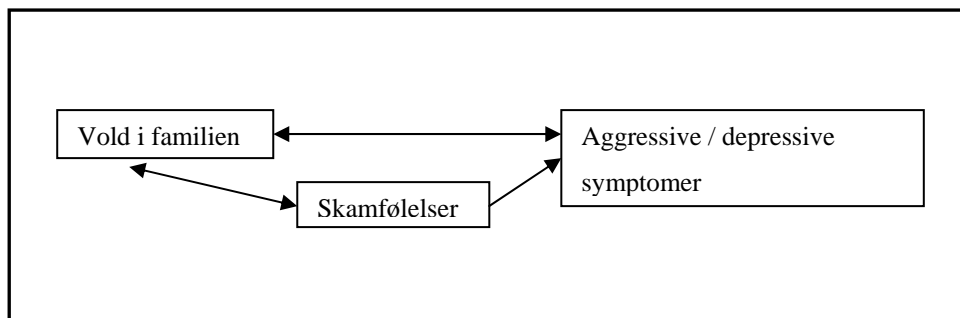 Vold i familien
Aggressive / depressive
symptomer
Skamfølelser